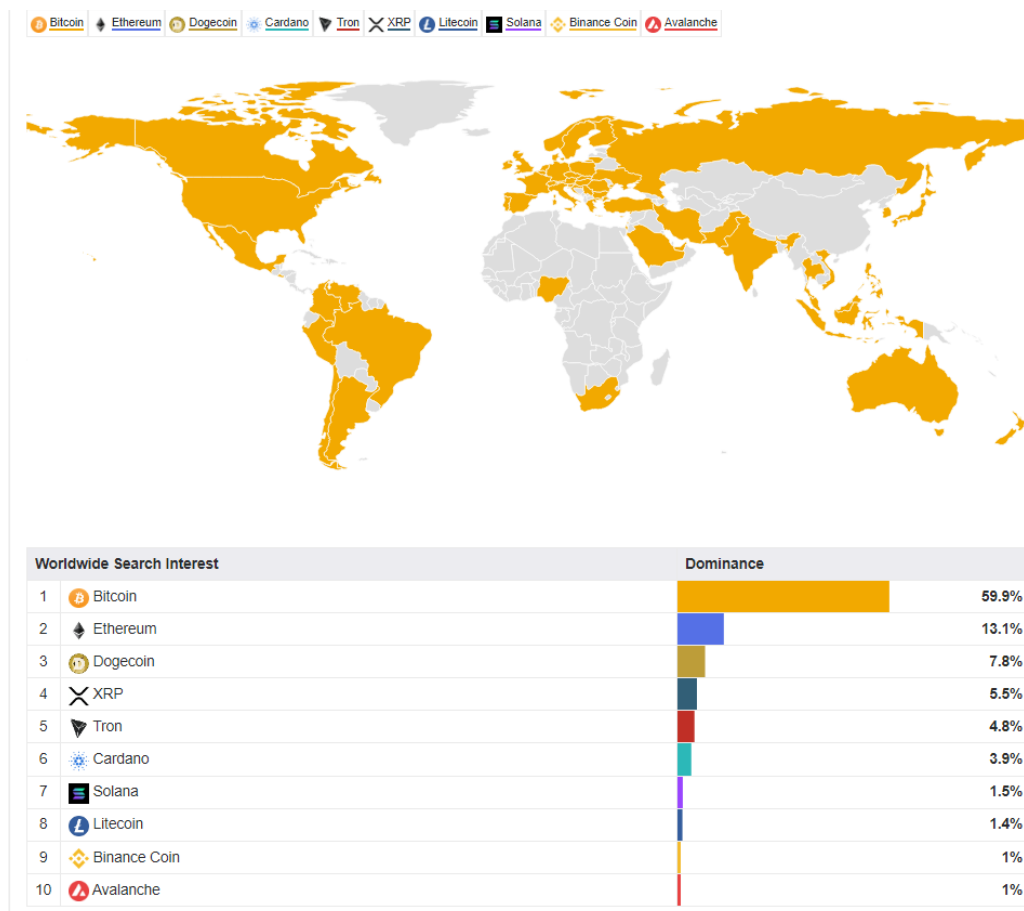 Bitcoin Ethereum Dogecoin Cardano Tron XRP Litecoin Solana Binance Coin Avalanche
Worldwide Search Interest Dominance
1 Bitcoin 59.9%
2 Ethereum 13.1%
3 Dogecoin 7.8%
4 XRP 5.5%
5 Tron 4.8%
6 Cardano 3.9%
7 Solana 1.5%
8 Litecoin 1.4%
9 Binance Coin 1%
10 Avalanche 1%